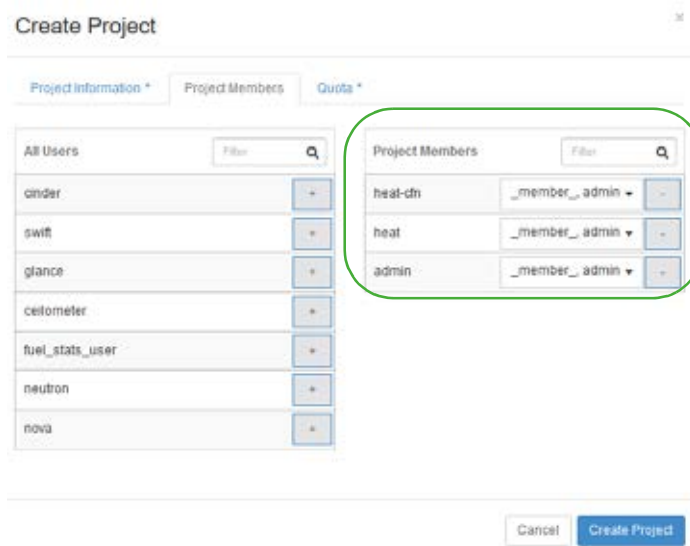 Create Project
×
Project Information * Project Members Quota *
All Users Filter
cinder +
swift +
glance +
ceilometer +
fuel_stats_user +
neutron +
nova +
Project Members Filter
heat-cfn _member_, admin -
heat _member_, admin -
admin _member_, admin -
Cancel Create Project